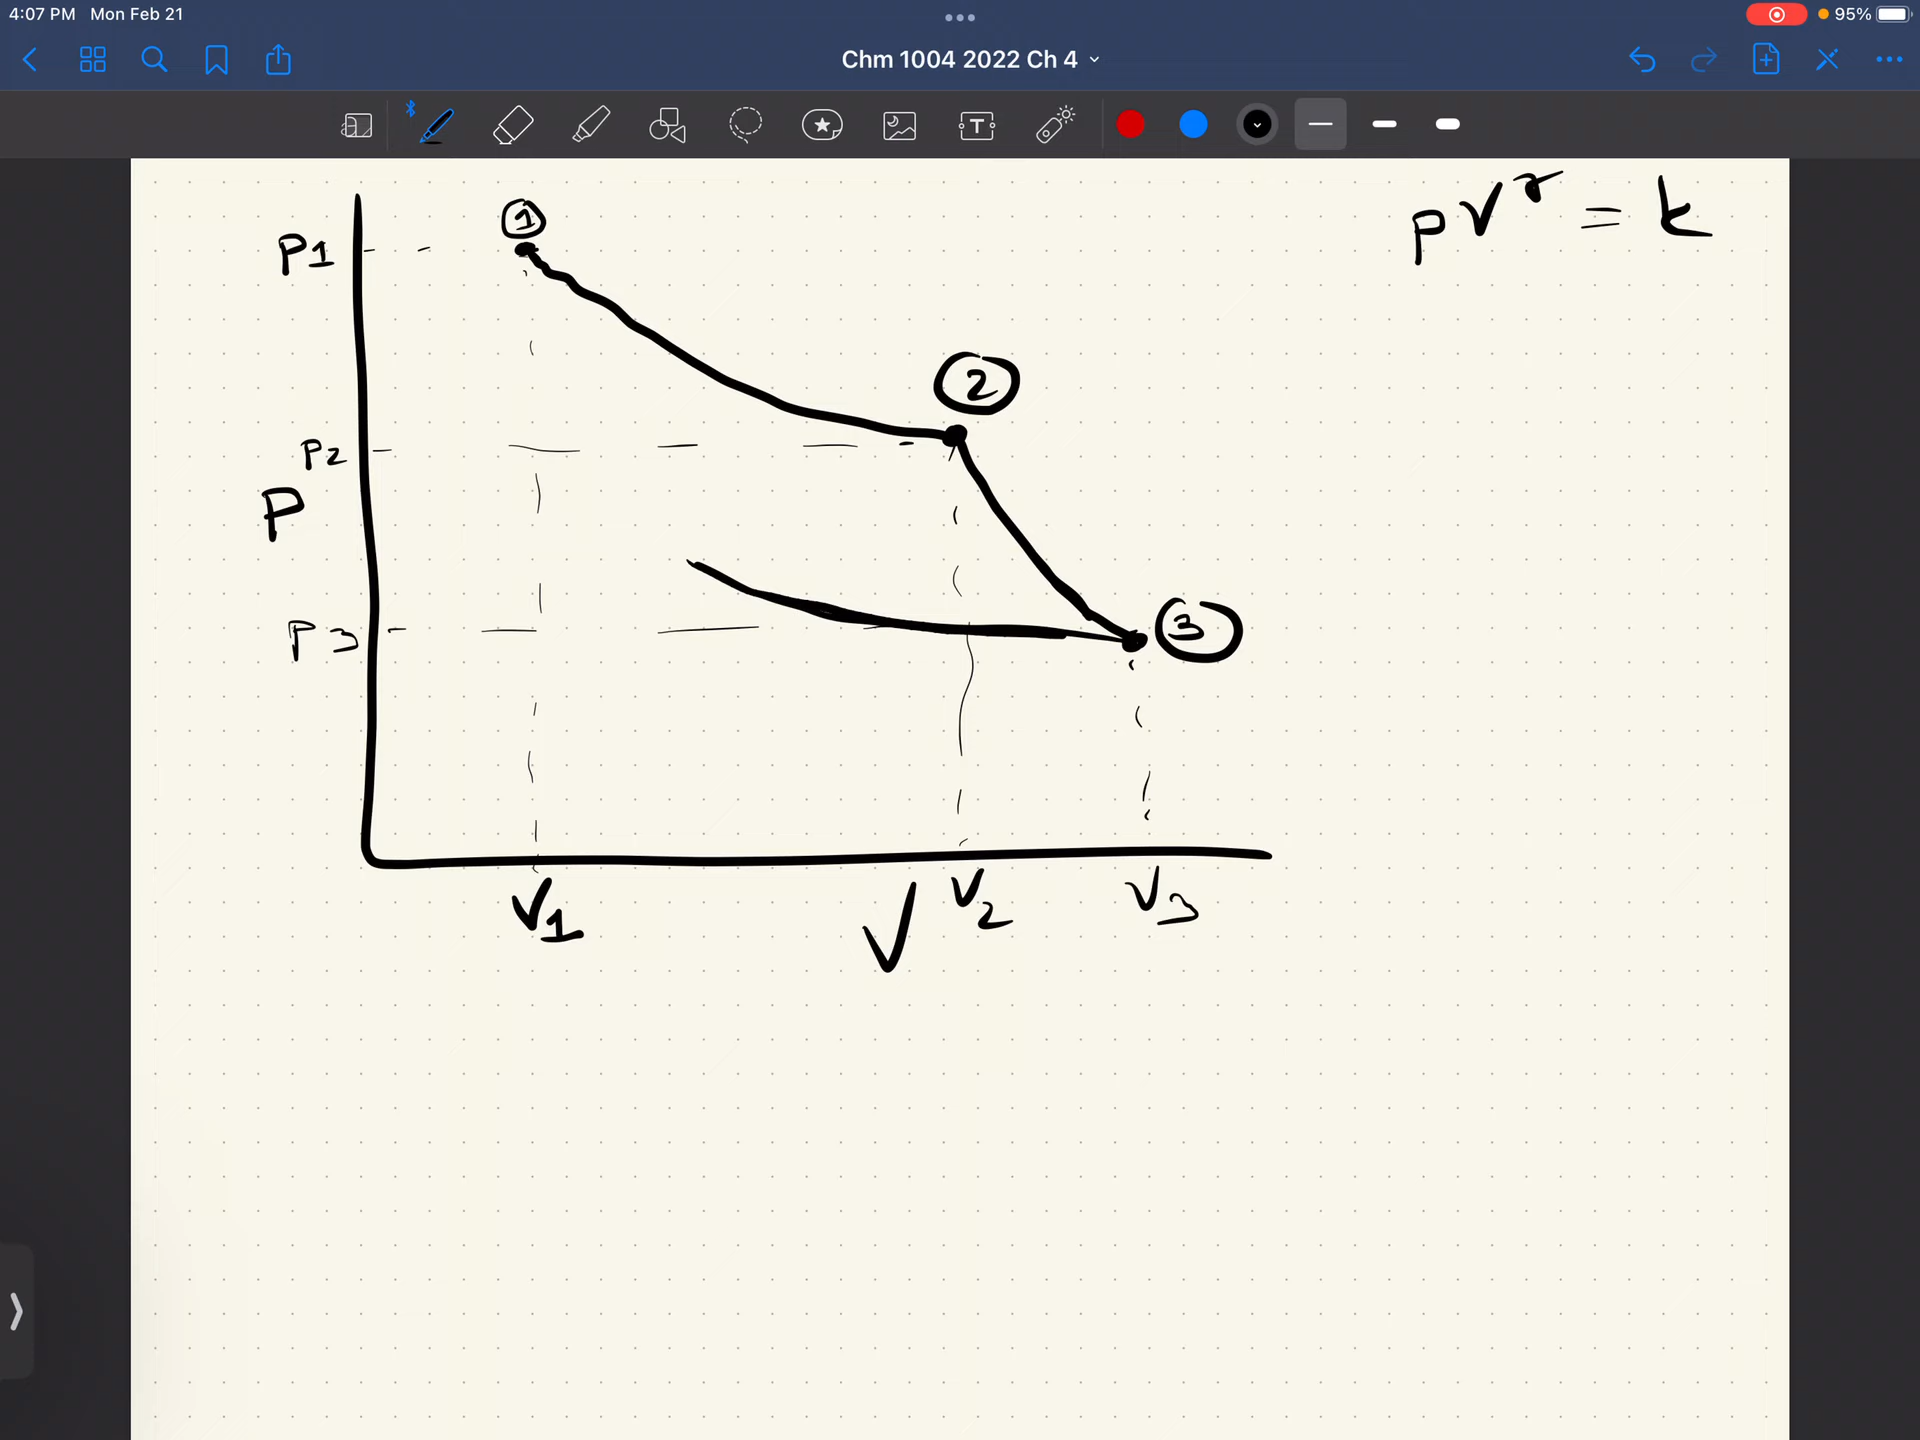 4:07 PM Mon Feb 21
95%
Chm 1004 2022 Ch 4
T
P1
1
PV^γ = k
2
P2
P
P3
3
V1
V
V2
V3